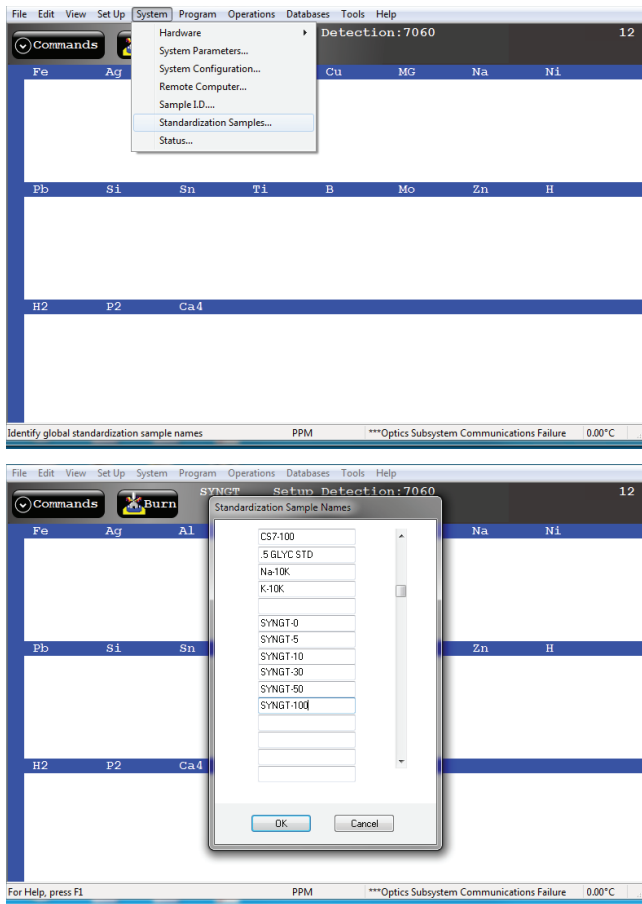 File Edit View Set Up System Program Operations Databases Tools Help
Commands Detection:7060 12
Hardware
System Parameters...
System Configuration...
Remote Computer...
Sample I.D....
Standardization Samples...
Status...
Fe Ag Cu MG Na Ni
Pb Si Sn Ti B Mo Zn H
H2 P2 Ca4
Identify global standardization sample names PPM ***Optics Subsystem Communications Failure 0.00°C
File Edit View Set Up System Program Operations Databases Tools Help
Commands Burn SYNGT Setup Detection:7060 12
Standardization Sample Names
Fe Ag Al Na Ni
CS7-100
.5 GLYC STD
Na-10K
K-10K
SYNGT-0
SYNGT-5
SYNGT-10
SYNGT-30
SYNGT-50
SYNGT-100
Pb Si Sn Zn H
H2 P2 Ca4
OK Cancel
For Help, press F1 PPM ***Optics Subsystem Communications Failure 0.00°C